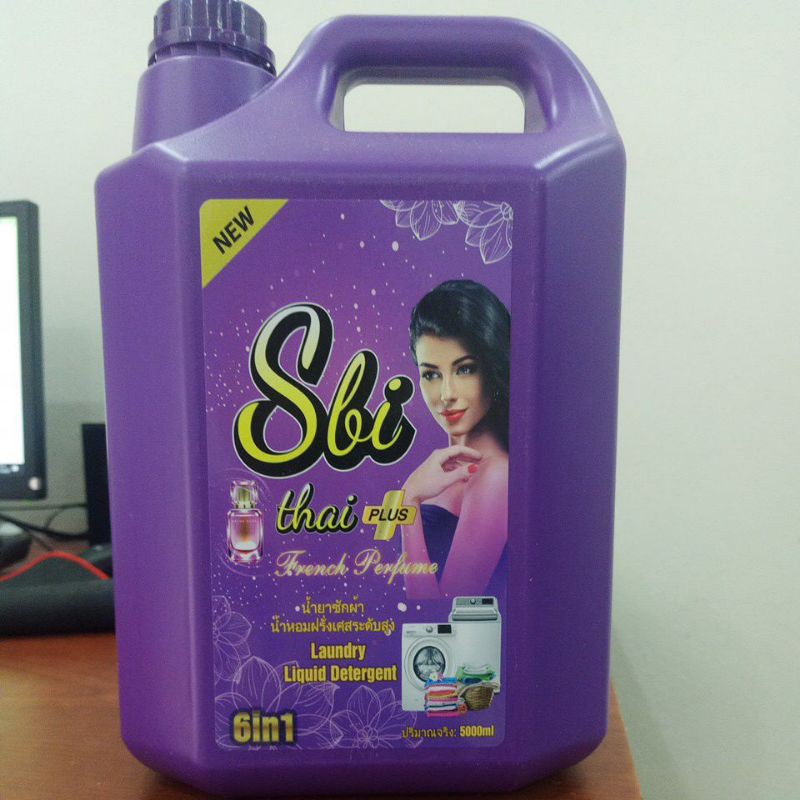 NEW
Sbi
thai PLUS
French Perfume
น้ำยาซักผ้า
น้ำหอมฝรั่งเศสระดับสูง
Laundry
Liquid Detergent
6in1
ปริมาณจริง: 5000ml